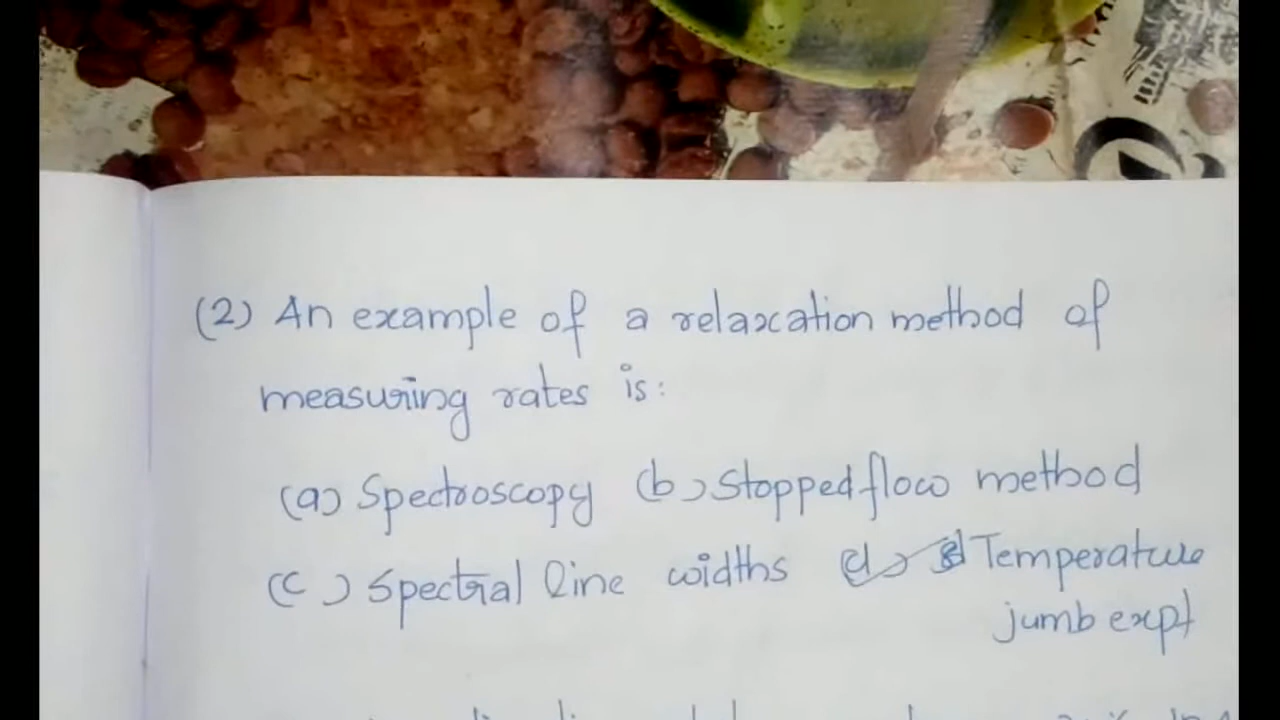 (2) An example of a relaxation method of
measuring rates is:
(a) Spectroscopy (b) Stopped flow method
(c) Spectral line widths (d) Temperature
jumb expt